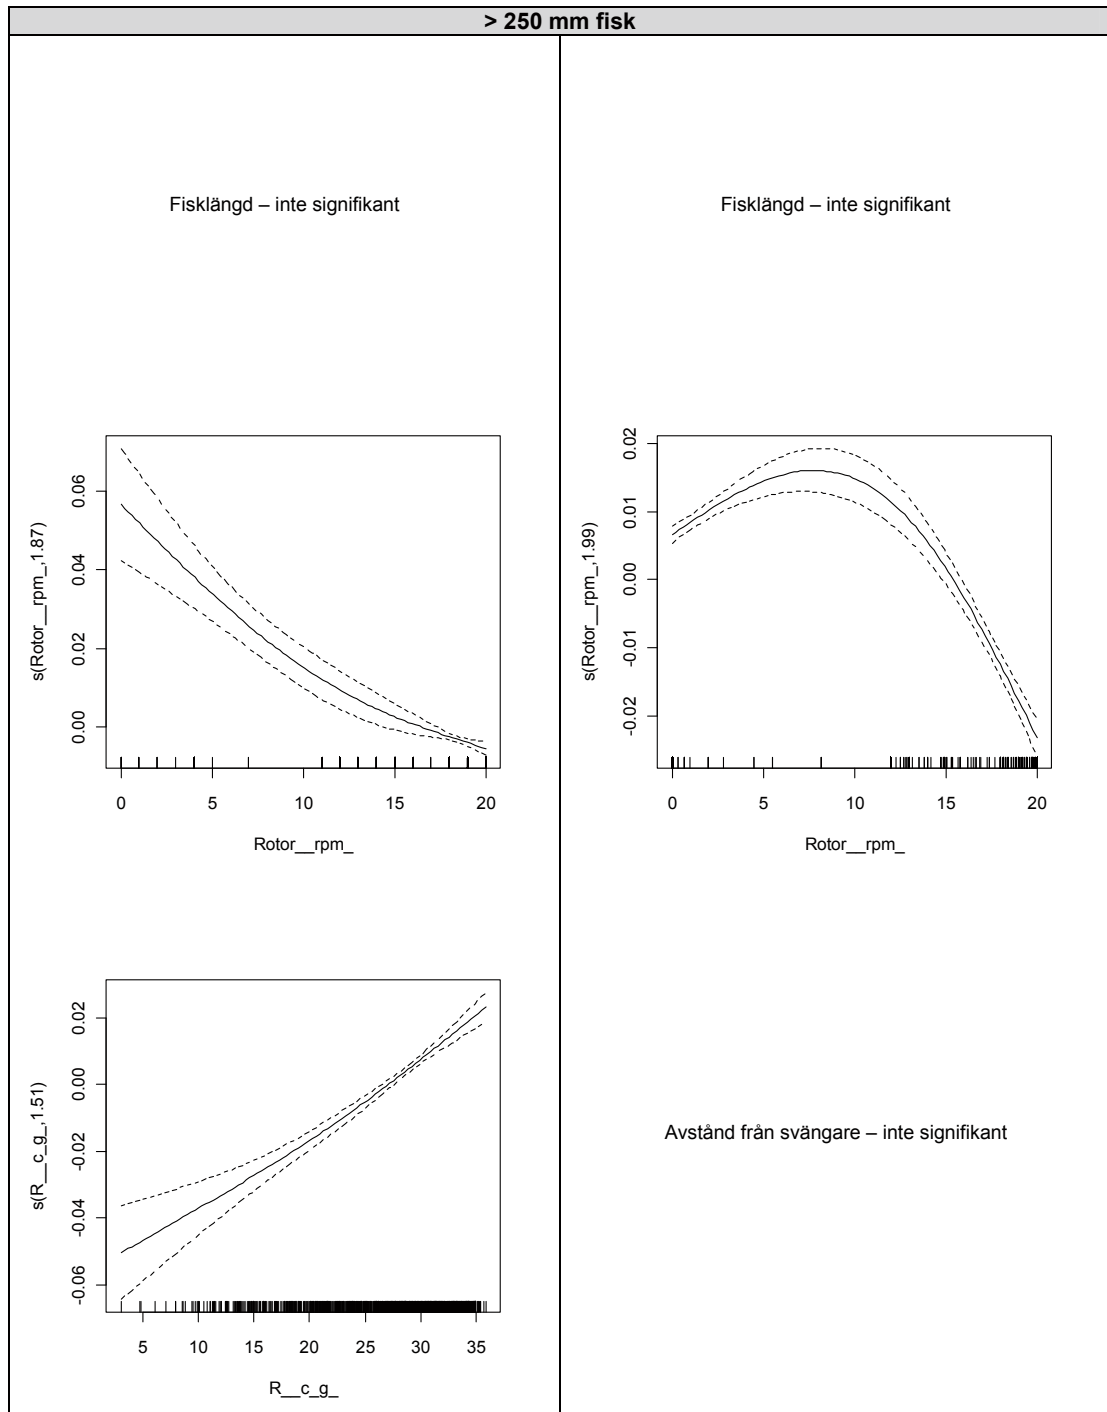 > 250 mm fisk
Fisklängd – inte signifikant
Fisklängd – inte signifikant
s(Rotor__rpm_,1.87)
0.06
0.04
0.02
0.00
0 5 10 15 20
Rotor__rpm_
s(Rotor__rpm_,1.99)
0.02
0.01
0.00
-0.01
-0.02
0 5 10 15 20
Rotor__rpm_
s(R__c_g_,1.51)
0.02
0.00
-0.02
-0.04
-0.06
5 10 15 20 25 30 35
R__c_g_
Avstånd från svängare – inte signifikant